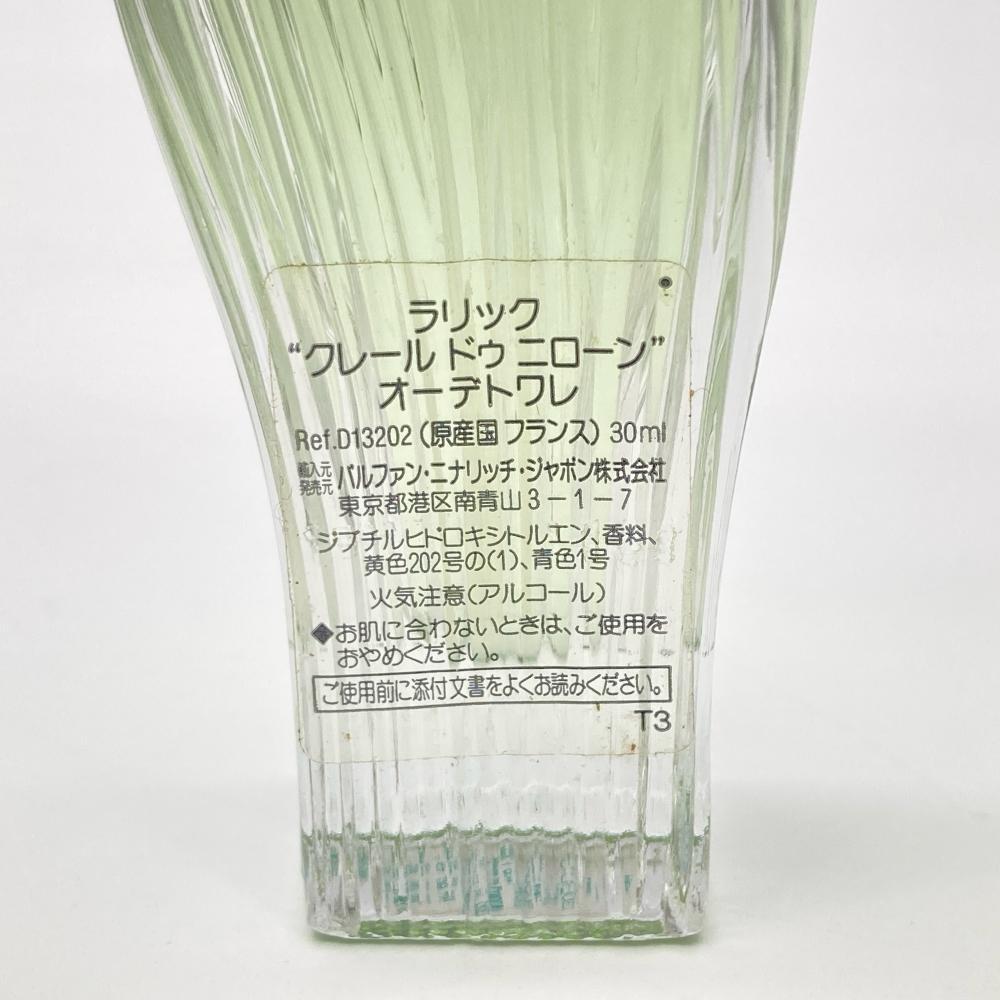 ラリック
“クレール ドゥ ニローン”
オーデトワレ
Ref.D13202 (原産国 フランス) 30ml
輸入元
発売元 パルファン・ニナリッチ・ジャポン株式会社
東京都港区南青山3-1-7
ジブチルヒドロキシトルエン、香料、
黄色202号の(1)、青色1号
火気注意(アルコール)
◆お肌に合わないときは、ご使用を
おやめください。
ご使用前に添付文書をよくお読みください。
T3